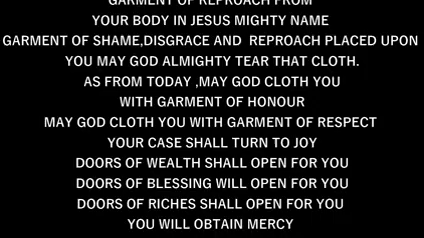 GARMENT OF REPROACH FROM
YOUR BODY IN JESUS MIGHTY NAME
GARMENT OF SHAME,DISGRACE AND REPROACH PLACED UPON
YOU MAY GOD ALMIGHTY TEAR THAT CLOTH.
AS FROM TODAY ,MAY GOD CLOTH YOU
WITH GARMENT OF HONOUR
MAY GOD CLOTH YOU WITH GARMENT OF RESPECT
YOUR CASE SHALL TURN TO JOY
DOORS OF WEALTH SHALL OPEN FOR YOU
DOORS OF BLESSING WILL OPEN FOR YOU
DOORS OF RICHES SHALL OPEN FOR YOU
YOU WILL OBTAIN MERCY